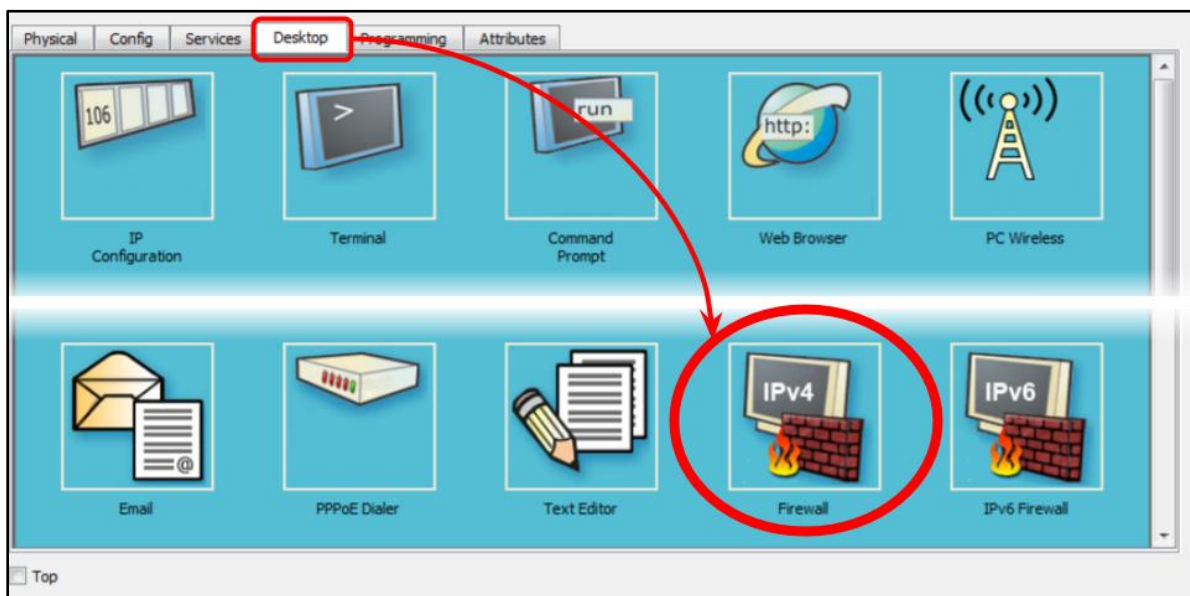 Physical
Config
Services
Desktop
Programming
Attributes
106
>
run
http:
IP
Configuration
Terminal
Command
Prompt
Web Browser
PC Wireless
IPv4
IPv6
@
Email
PPPoE Dialer
Text Editor
Firewall
IPv6 Firewall
Top